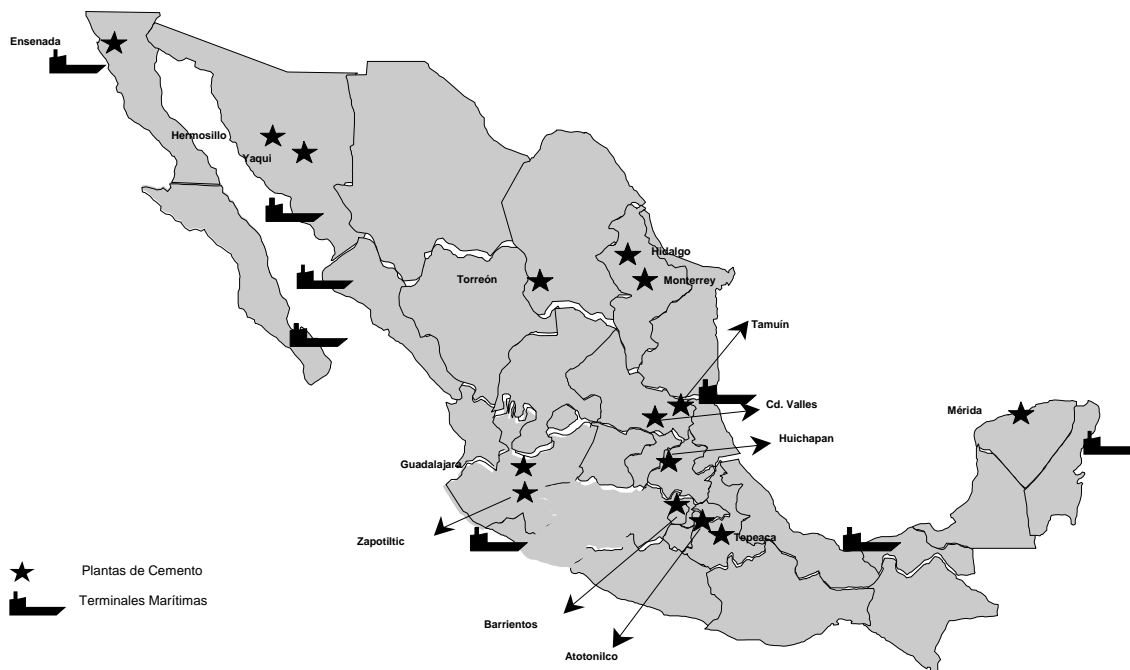 Ensenada
Hermosillo
Yaqui
Hidalgo
Torreón
Monterrey
Tamuín
Cd. Valles
Mérida
Huichapan
Guadalajara
Zapotiltic
Tepeaca
Plantas de Cemento
Terminales Marítimas
Barrientos
Atotonilco